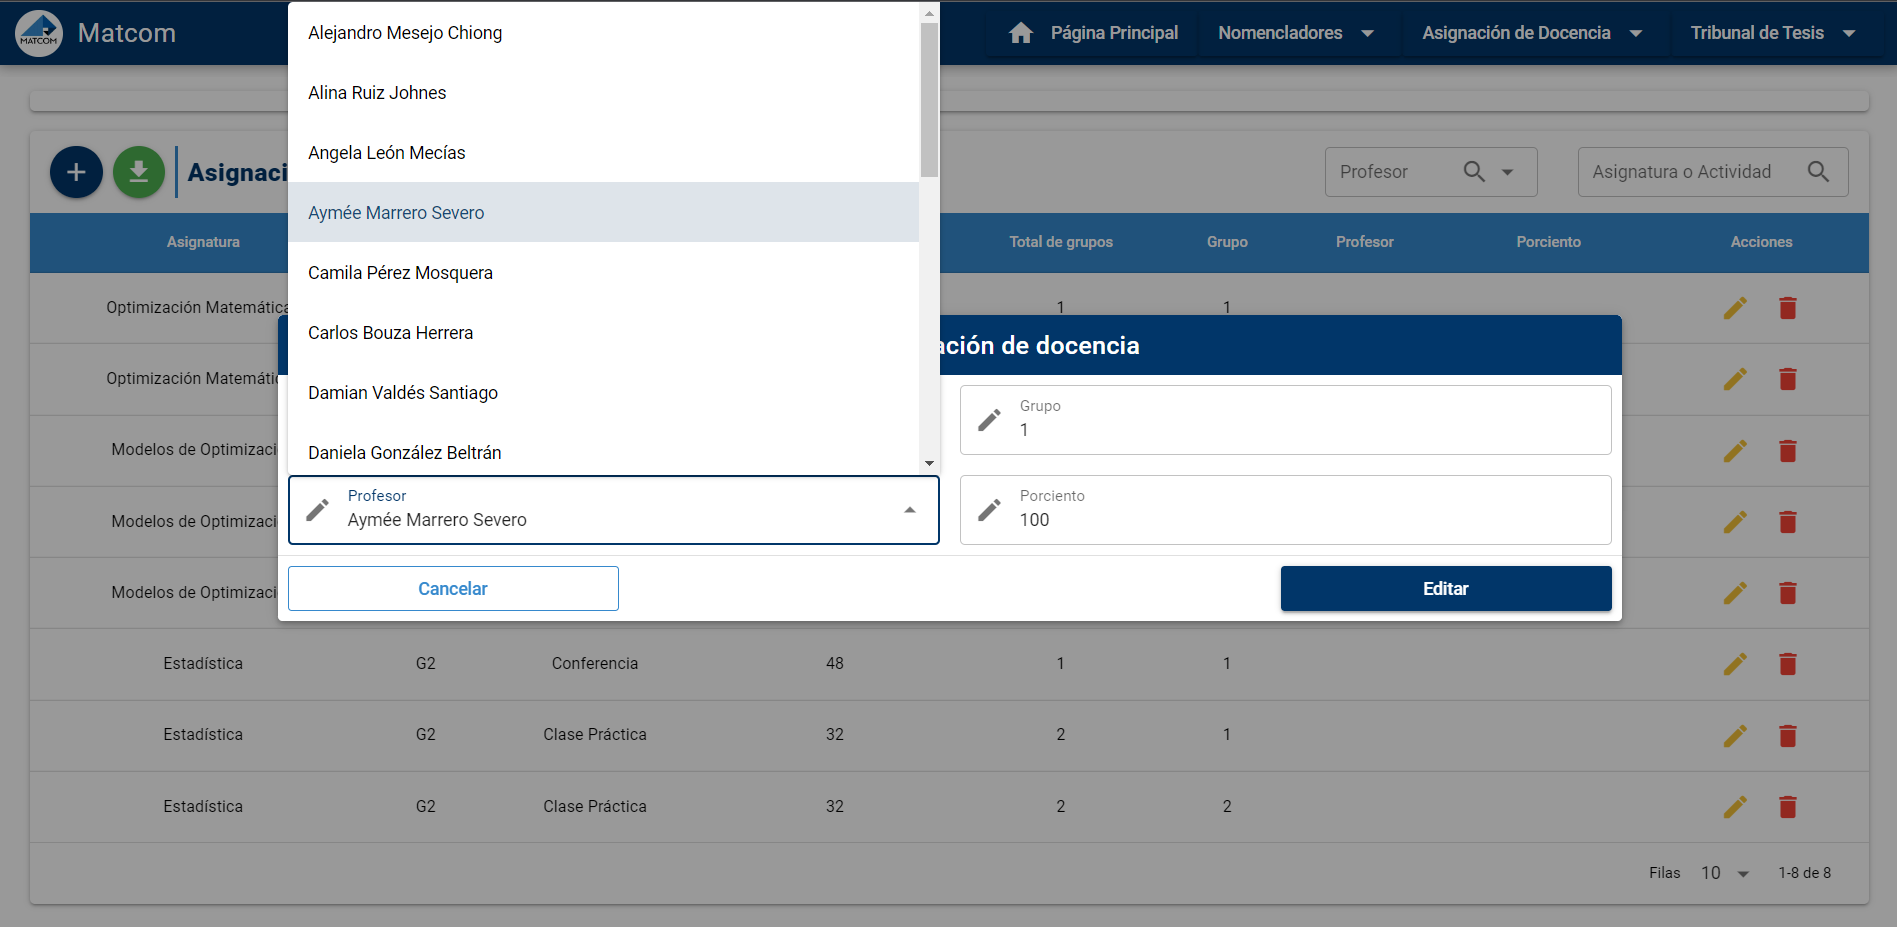 MATCOM
Matcom
Página Principal
Nomencladores
Asignación de Docencia
Tribunal de Tesis
Alejandro Mesejo Chiong
Alina Ruiz Johnes
Angela León Mecías
Aymée Marrero Severo
Camila Pérez Mosquera
Carlos Bouza Herrera
Damian Valdés Santiago
Daniela González Beltrán
Asignaci
Profesor
Asignatura o Actividad
Asignatura
Total de grupos
Grupo
Profesor
Porciento
Acciones
Optimización Matemática
1
1
ación de docencia
Optimización Matemátic
Grupo
1
Modelos de Optimizaci
Profesor
Aymée Marrero Severo
Porciento
100
Modelos de Optimizaci
Modelos de Optimizaci
Cancelar
Editar
Estadística G2 Conferencia 48 1 1
Estadística G2 Clase Práctica 32 2 1
Estadística G2 Clase Práctica 32 2 2
Filas 10 1-8 de 8